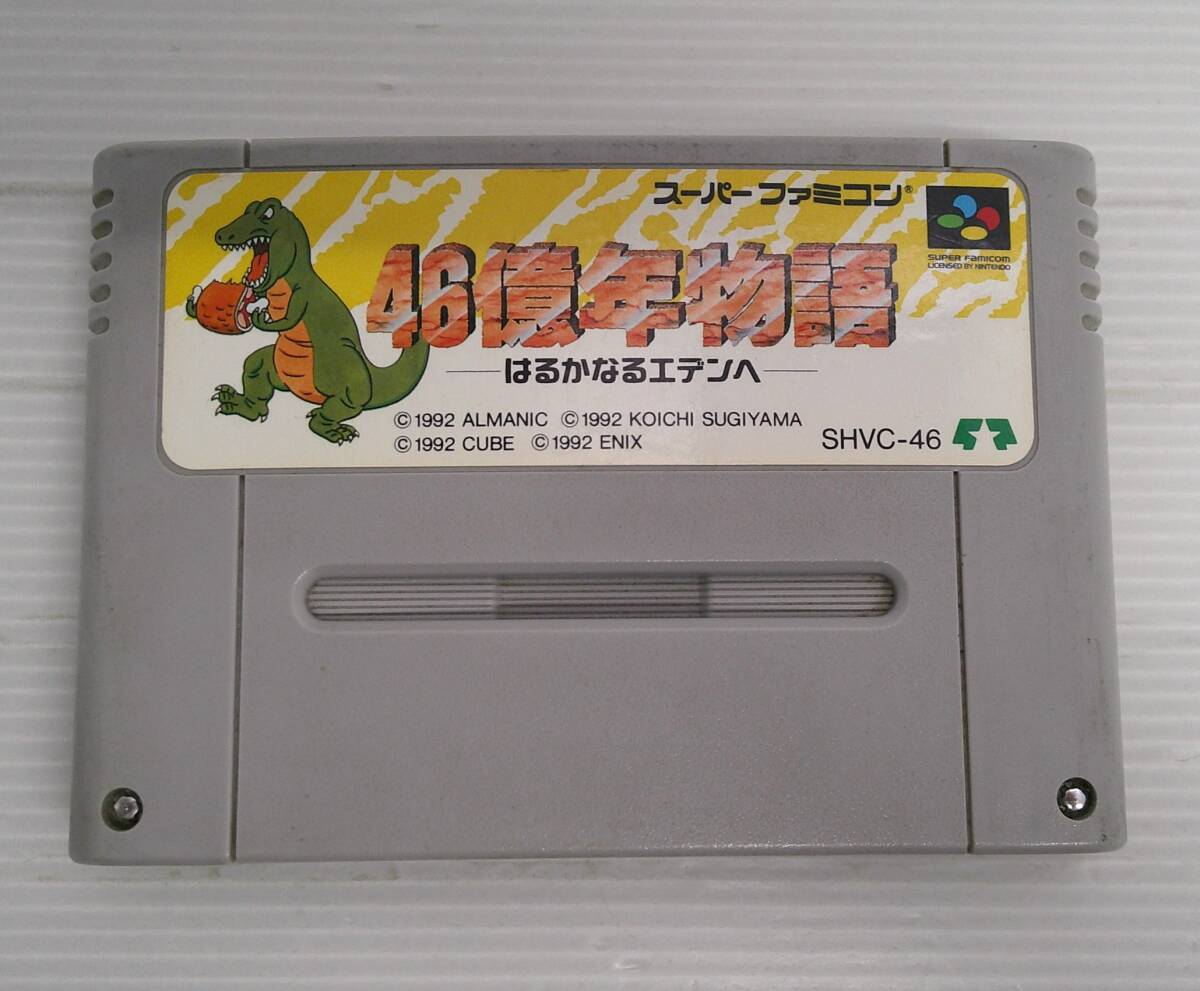 スーパーファミコン®
SUPER FAMICOM
LICENSED BY NINTENDO
46億年物語
はるかなるエデンへ
©1992 ALMANIC ©1992 KOICHI SUGIYAMA
©1992 CUBE ©1992 ENIX
SHVC-46